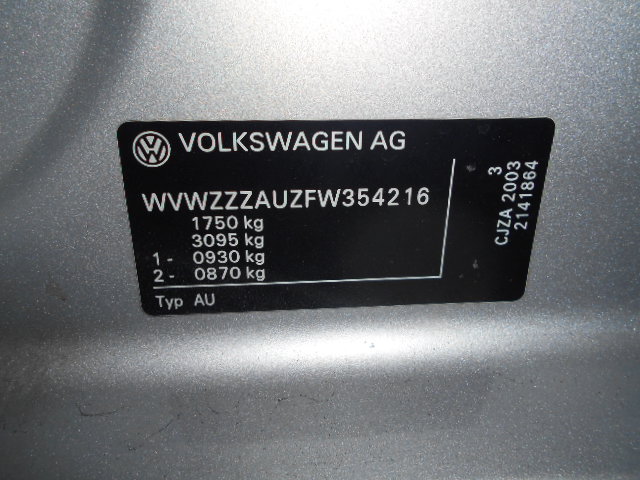 VOLKSWAGEN AG
WVWZZZAUZFW354216
1750 kg
3095 kg
1 - 0930 kg
2 - 0870 kg
Typ AU
3
CJZA 2003
2141864